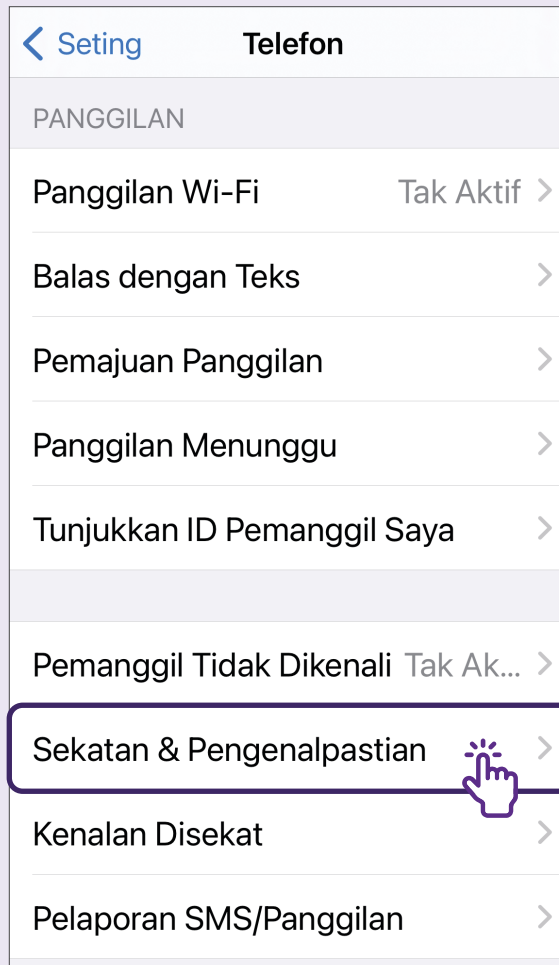 Seting
Telefon
PANGGILAN
Panggilan Wi-Fi Tak Aktif
Balas dengan Teks
Pemajuan Panggilan
Panggilan Menunggu
Tunjukkan ID Pemanggil Saya
Pemanggil Tidak Dikenali Tak Ak...
Sekatan & Pengenalpastian
Kenalan Disekat
Pelaporan SMS/Panggilan